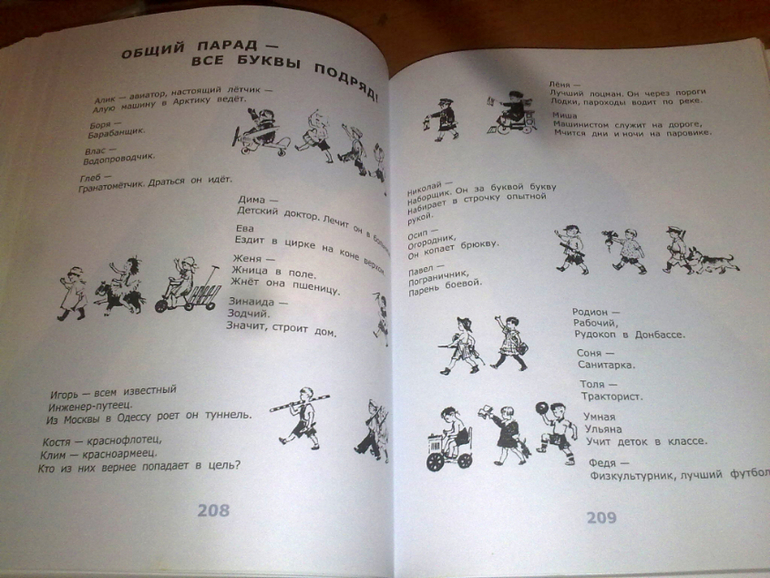 ОБЩИЙ ПАРАД —
ВСЕ БУКВЫ ПОДРЯД!
Алик — авиатор, настоящий лётчик —
Алую машину в Арктику ведёт.
Боря —
Барабанщик.
Влас —
Водопроводчик.
Глеб —
Гранатомётчик. Драться он идёт.
Дима —
Детский доктор. Лечит он в
Ева
Ездит в цирке на коне верхом.
Женя —
Жница в поле.
Жнёт она пшеницу.
Зинаида —
Зодчий.
Значит, строит дом.
Игорь — всем известный
Инженер-путеец.
Из Москвы в Одессу роет он туннель.
Костя — краснофлотец,
Клим — красноармеец.
Кто из них вернее попадает в цель?
208
Лёня —
Лучший лоцман. Он через пороги
Лодки, пароходы водит по реке.
Миша
Машинистом служит на дороге,
Мчится дни и ночи на паровике.
Николай —
Наборщик. Он за буквой букву
Набирает в строчку опытной
рукой.
Осип —
Огородник,
Он копает брюкву.
Павел —
Пограничник,
Парень боевой.
Родион —
Рабочий,
Рудокоп в Донбассе.
Соня —
Санитарка.
Толя —
Тракторист.
Умная
Ульяна
Учит деток в классе.
Федя —
Физкультурник, лучший
209